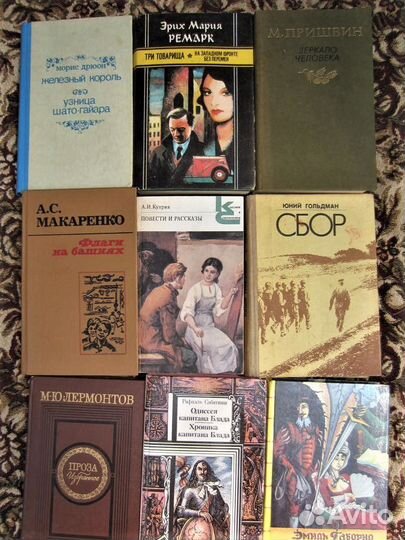 морис дрюон
железный король
узница
шато-гайара
Эрих Мария
РЕМАРК
ТРИ ТОВАРИЩА ★ НА ЗАПАДНОМ ФРОНТЕ
БЕЗ ПЕРЕМЕН
М. ПРИШВИН
ЗЕРКАЛО
ЧЕЛОВЕКА
А.С.
МАКАРЕНКО
Флаги
на башнях
А.И.Куприн
ПОВЕСТИ И РАССКАЗЫ
ЮНИЙ ГОЛЬДМАН
СБОР
М·Ю·ЛЕРМОНТОВ
ПРОЗА
Избранное
Рафаэль Сабатини
Одиссея
капитана Блада
Хроника
капитана Блада
Эмиль Габорио
Avito